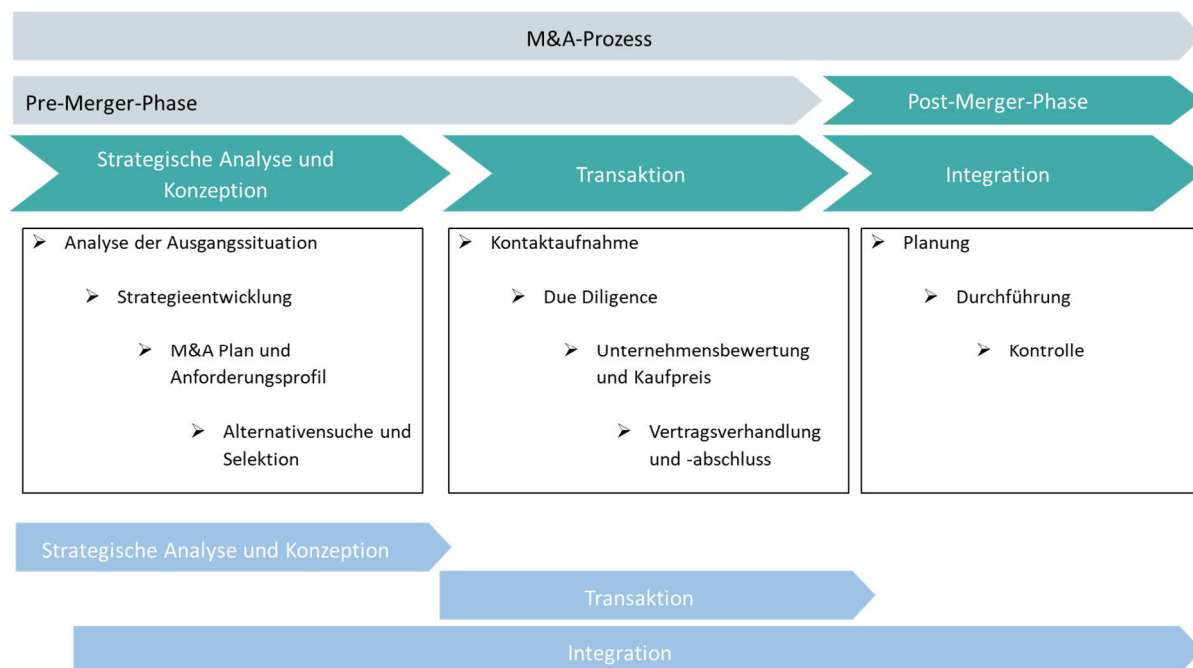 M&A-Prozess
Pre-Merger-Phase
Post-Merger-Phase
Strategische Analyse und
Konzeption
Transaktion
Integration
Analyse der Ausgangssituation
Strategieentwicklung
M&A Plan und
Anforderungsprofil
Alternativensuche und
Selektion
Kontaktaufnahme
Due Diligence
Unternehmensbewertung
und Kaufpreis
Vertragsverhandlung
und -abschluss
Planung
Durchführung
Kontrolle
Strategische Analyse und Konzeption
Transaktion
Integration